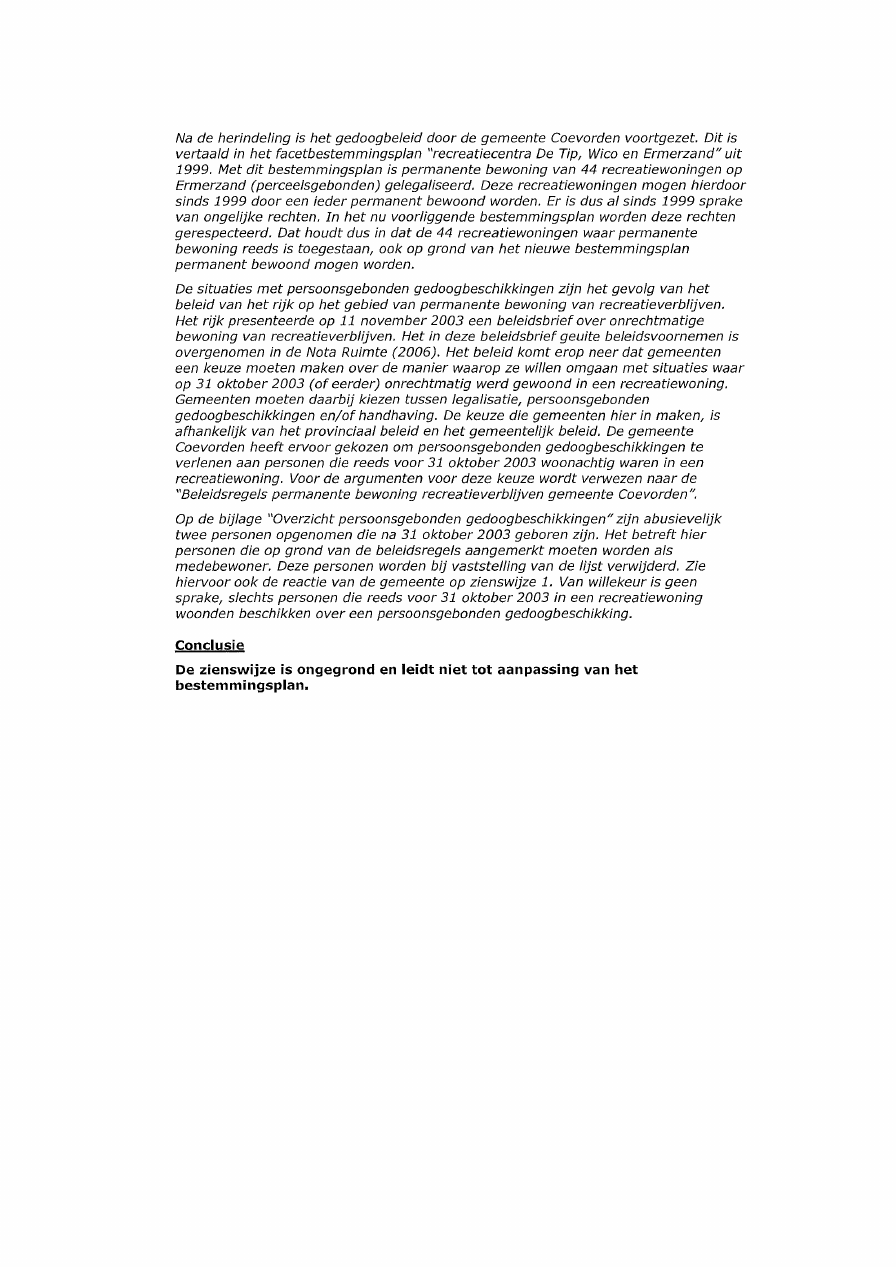 Na de herindeling is het gedoogbeleid door de gemeente Coevorden voortgezet. Dit is
vertaald in het facetbestemmingsplan "recreatiecentra De Tip, Wico en Ermerzand" uit
1999. Met dit bestemmingsplan is permanente bewoning van 44 recreatiewoningen op
Ermerzand (perceelsgebonden) gelegaliseerd. Deze recreatiewoningen mogen hierdoor
sinds 1999 door een ieder permanent bewoond worden. Er is dus al sinds 1999 sprake
van ongelijke rechten. In het nu voorliggende bestemmingsplan worden deze rechten
gerespecteerd. Dat houdt dus in dat de 44 recreatiewoningen waar permanente
bewoning reeds is toegestaan, ook op grond van het nieuwe bestemmingsplan
permanent bewoond mogen worden.
De situaties met persoonsgebonden gedoogbeschikkingen zijn het gevolg van het
beleid van het rijk op het gebied van permanente bewoning van recreatieverblijven.
Het rijk presenteerde op 11 november 2003 een beleidsbrief over onrechtmatige
bewoning van recreatieverblijven. Het in deze beleidsbrief geuite beleidsvoornemen is
overgenomen in de Nota Ruimte (2006). Het beleid komt erop neer dat gemeenten
een keuze moeten maken over de manier waarop ze willen omgaan met situaties waar
op 31 oktober 2003 (of eerder) onrechtmatig werd gewoond in een recreatiewoning.
Gemeenten moeten daarbij kiezen tussen legalisatie, persoonsgebonden
gedoogbeschikkingen en/of handhaving. De keuze die gemeenten hier in maken, is
afhankelijk van het provinciaal beleid en het gemeentelijk beleid. De gemeente
Coevorden heeft ervoor gekozen om persoonsgebonden gedoogbeschikkingen te
verlenen aan personen die reeds voor 31 oktober 2003 woonachtig waren in een
recreatiewoning. Voor de argumenten voor deze keuze wordt verwezen naar de
"Beleidsregels permanente bewoning recreatieverblijven gemeente Coevorden".
Op de bijlage "Overzicht persoonsgebonden gedoogbeschikkingen" zijn abusievelijk
twee personen opgenomen die na 31 oktober 2003 geboren zijn. Het betreft hier
personen die op grond van de beleidsregels aangemerkt moeten worden als
medebewoner. Deze personen worden bij vaststelling van de lijst verwijderd. Zie
hiervoor ook de reactie van de gemeente op zienswijze 1. Van willekeur is geen
sprake, slechts personen die reeds voor 31 oktober 2003 in een recreatiewoning
woonden beschikken over een persoonsgebonden gedoogbeschikking.
Conclusie
De zienswijze is ongegrond en leidt niet tot aanpassing van het
bestemmingsplan.